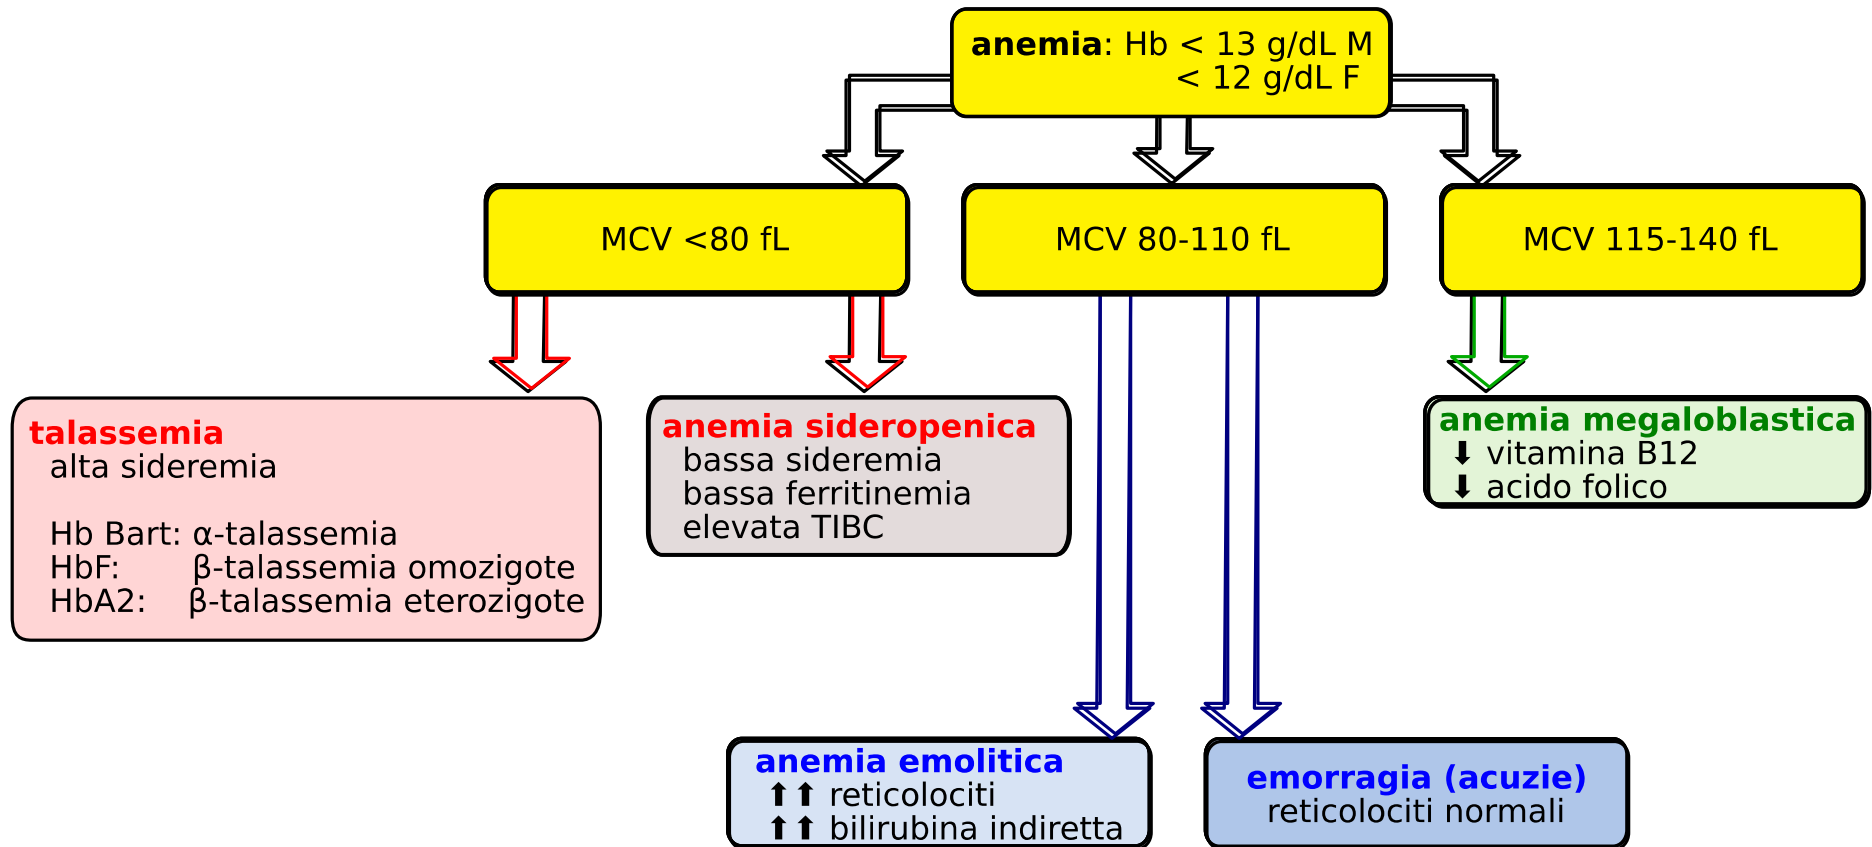 anemia: Hb < 13 g/dL M
< 12 g/dL F
MCV <80 fL
MCV 80-110 fL
MCV 115-140 fL
talassemia
alta sideremia
Hb Bart: α-talassemia
HbF: β-talassemia omozigote
HbA2: β-talassemia eterozigote
anemia sideropenica
bassa sideremia
bassa ferritinemia
elevata TIBC
anemia megaloblastica
⬇ vitamina B12
⬇ acido folico
anemia emolitica
⬆⬆ reticolociti
⬆⬆ bilirubina indiretta
emorragia (acuzie)
reticolociti normali